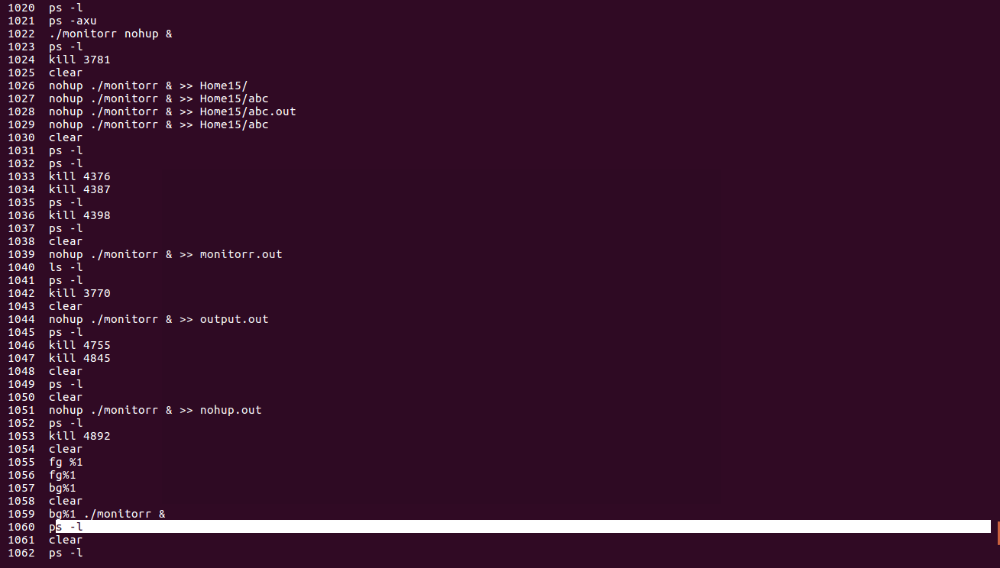 1020 ps -l
1021 ps -axu
1022 ./monitorr nohup &
1023 ps -l
1024 kill 3781
1025 clear
1026 nohup ./monitorr & >> Home15/
1027 nohup ./monitorr & >> Home15/abc
1028 nohup ./monitorr & >> Home15/abc.out
1029 nohup ./monitorr & >> Home15/abc
1030 clear
1031 ps -l
1032 ps -l
1033 kill 4376
1034 kill 4387
1035 ps -l
1036 kill 4398
1037 ps -l
1038 clear
1039 nohup ./monitorr & >> monitorr.out
1040 ls -l
1041 ps -l
1042 kill 3770
1043 clear
1044 nohup ./monitorr & >> output.out
1045 ps -l
1046 kill 4755
1047 kill 4845
1048 clear
1049 ps -l
1050 clear
1051 nohup ./monitorr & >> nohup.out
1052 ps -l
1053 kill 4892
1054 clear
1055 fg %1
1056 fg%1
1057 bg%1
1058 clear
1059 bg%1 ./monitorr &
1060 ps -l
1061 clear
1062 ps -l